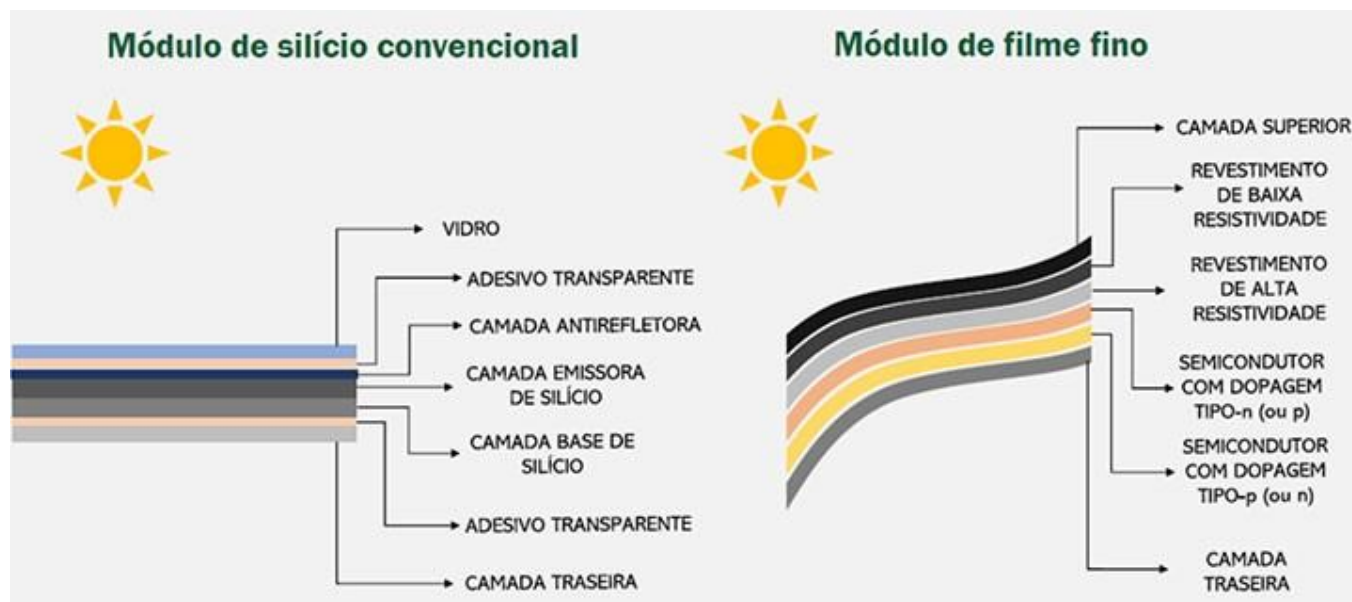 Módulo de silício convencional
VIDRO
ADESIVO TRANSPARENTE
CAMADA ANTIREFLETORA
CAMADA EMISSORA
DE SILÍCIO
CAMADA BASE DE
SILÍCIO
ADESIVO TRANSPARENTE
CAMADA TRASEIRA
Módulo de filme fino
CAMADA SUPERIOR
REVESTIMENTO
DE BAIXA
RESISTIVIDADE
REVESTIMENTO
DE ALTA
RESISTIVIDADE
SEMICONDUTOR
COM DOPAGEM
TIPO-n (ou p)
SEMICONDUTOR
COM DOPAGEM
TIPO-p (ou n)
CAMADA
TRASEIRA